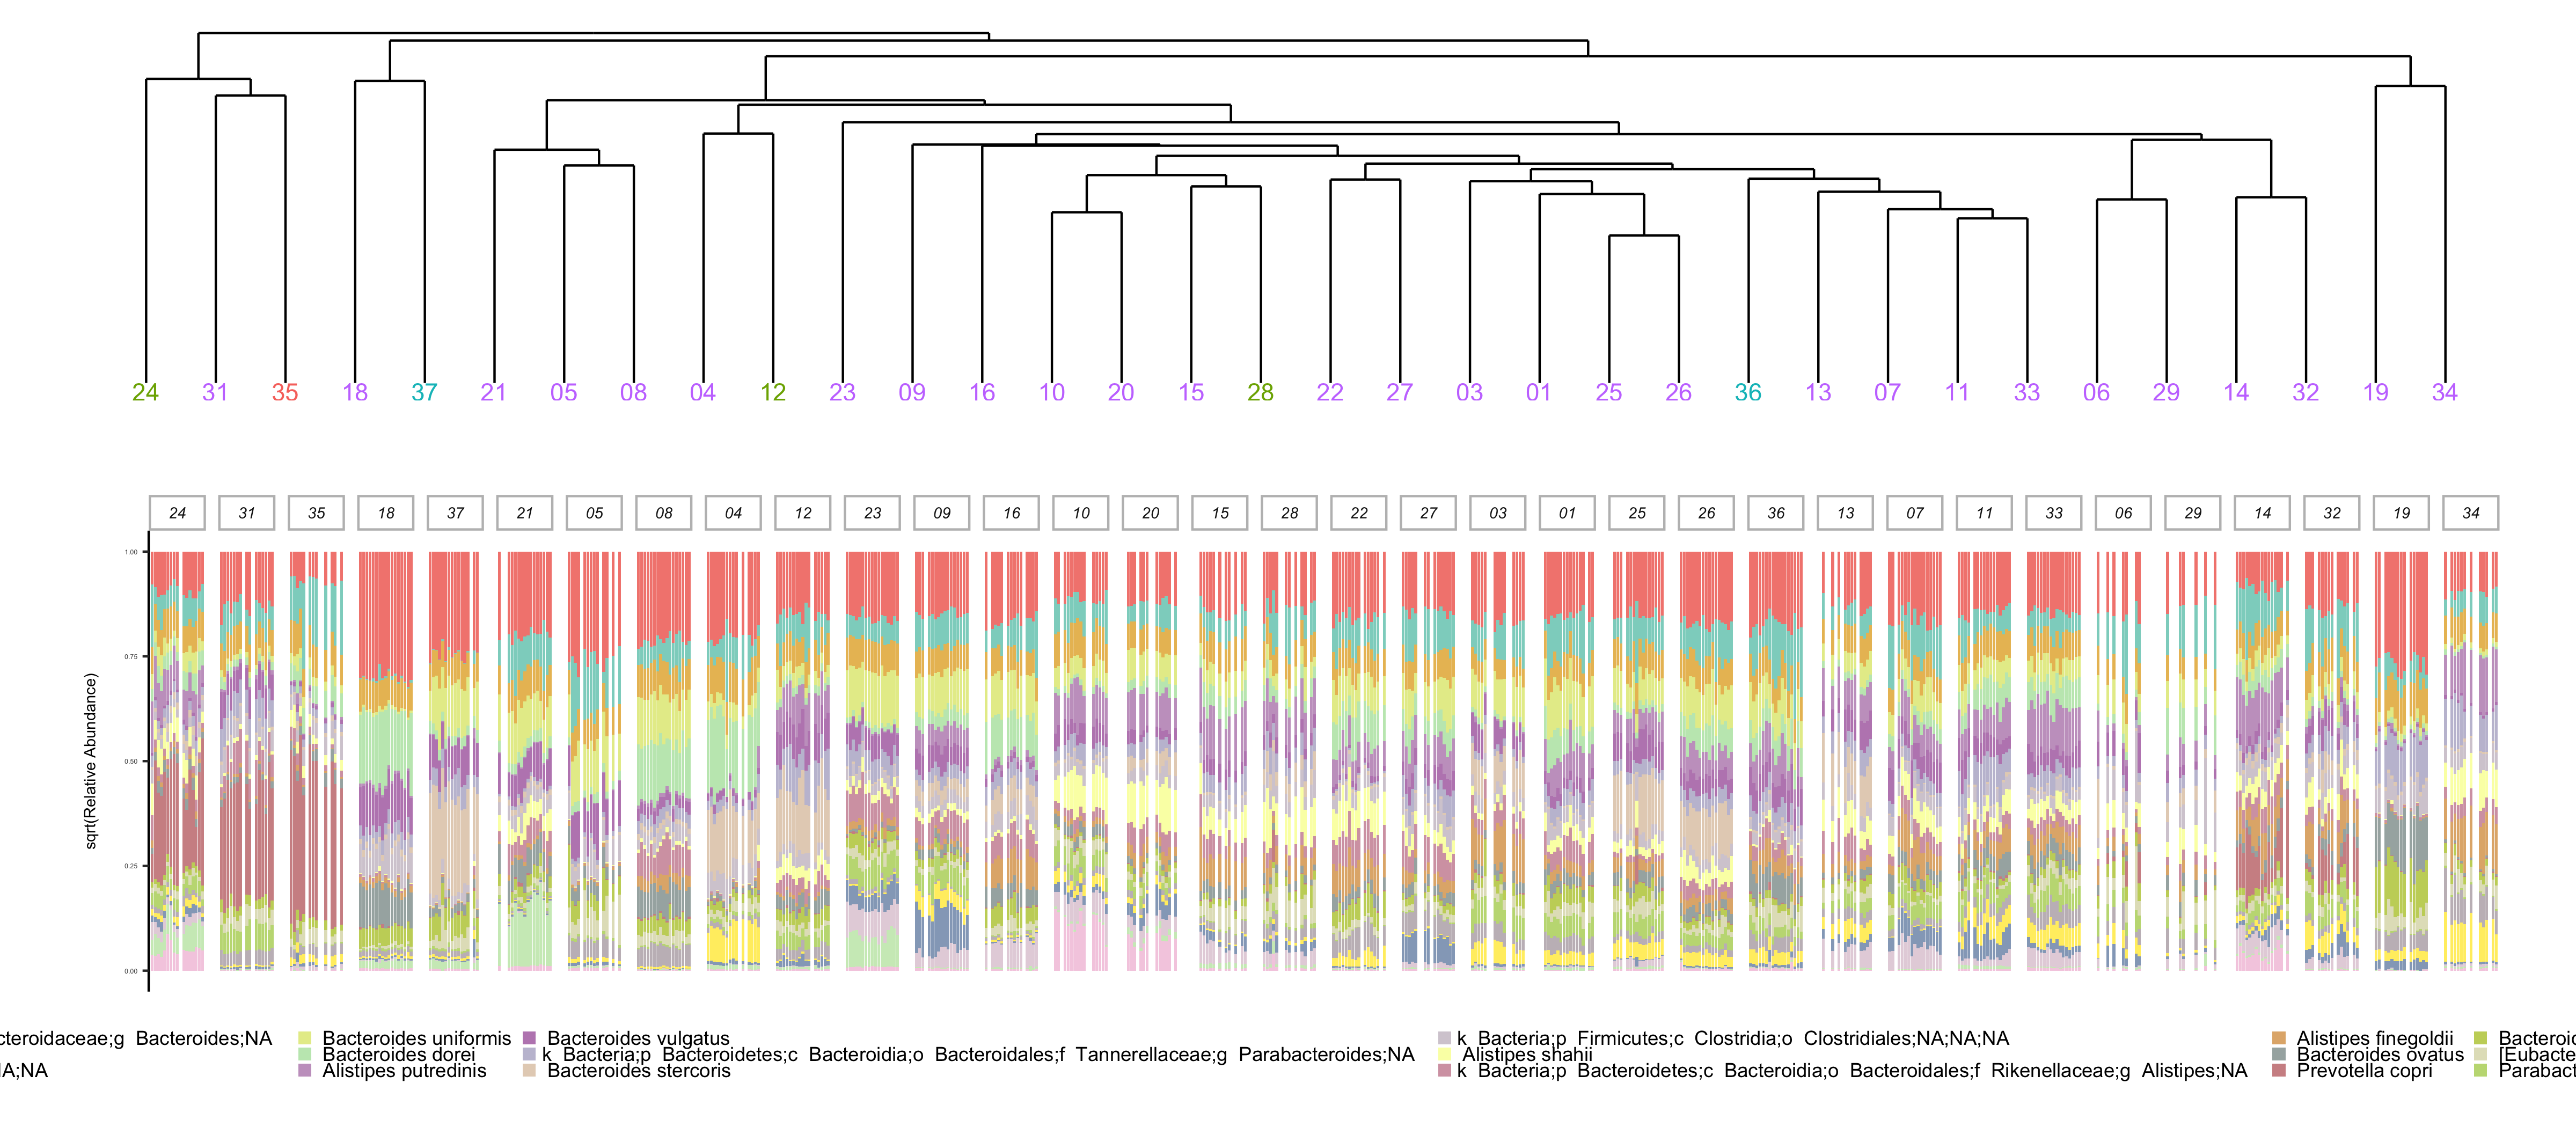 24 31 35 18 37 21 05 08 04 12 23 09 16 10 20 15 28 22 27 03 01 25 26 36 13 07 11 33 06 29 14 32 19 34
24 31 35 18 37 21 05 08 04 12 23 09 16 10 20 15 28 22 27 03 01 25 26 36 13 07 11 33 06 29 14 32 19 34
1.00
0.75
0.50
0.25
0.00
sqrt(Relative Abundance)
cteroidaceae;g Bacteroides;NA Bacteroides uniformis Bacteroides vulgatus k Bacteria;p Firmicutes;c Clostridia;o Clostridiales;NA;NA;NA Alistipes finegoldii Bacteroid
Bacteroides dorei k Bacteria;p Bacteroidetes;c Bacteroidia;o Bacteroidales;f Tannerellaceae;g Parabacteroides;NA Alistipes shahii Bacteroides ovatus [Eubacte
IA;NA Alistipes putredinis Bacteroides stercoris k Bacteria;p Bacteroidetes;c Bacteroidia;o Bacteroidales;f Rikenellaceae;g Alistipes;NA Prevotella copri Parabact